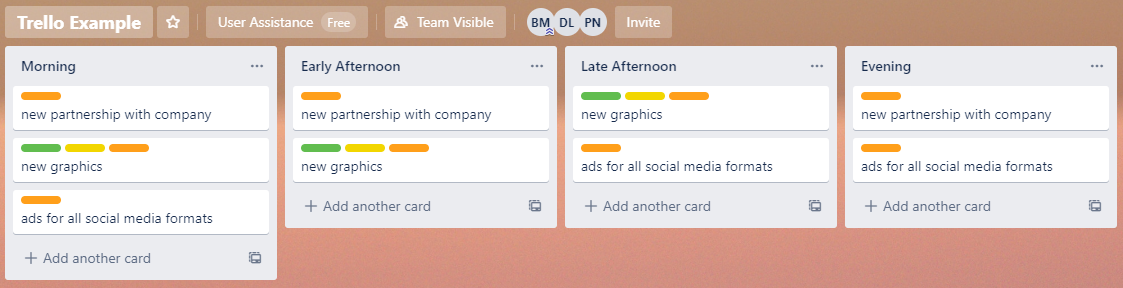 Trello Example
User Assistance Free
Team Visible
BM DL PN
Invite
Morning
new partnership with company
new graphics
ads for all social media formats
+ Add another card
Early Afternoon
new partnership with company
new graphics
+ Add another card
Late Afternoon
new graphics
ads for all social media formats
+ Add another card
Evening
new partnership with company
ads for all social media formats
+ Add another card